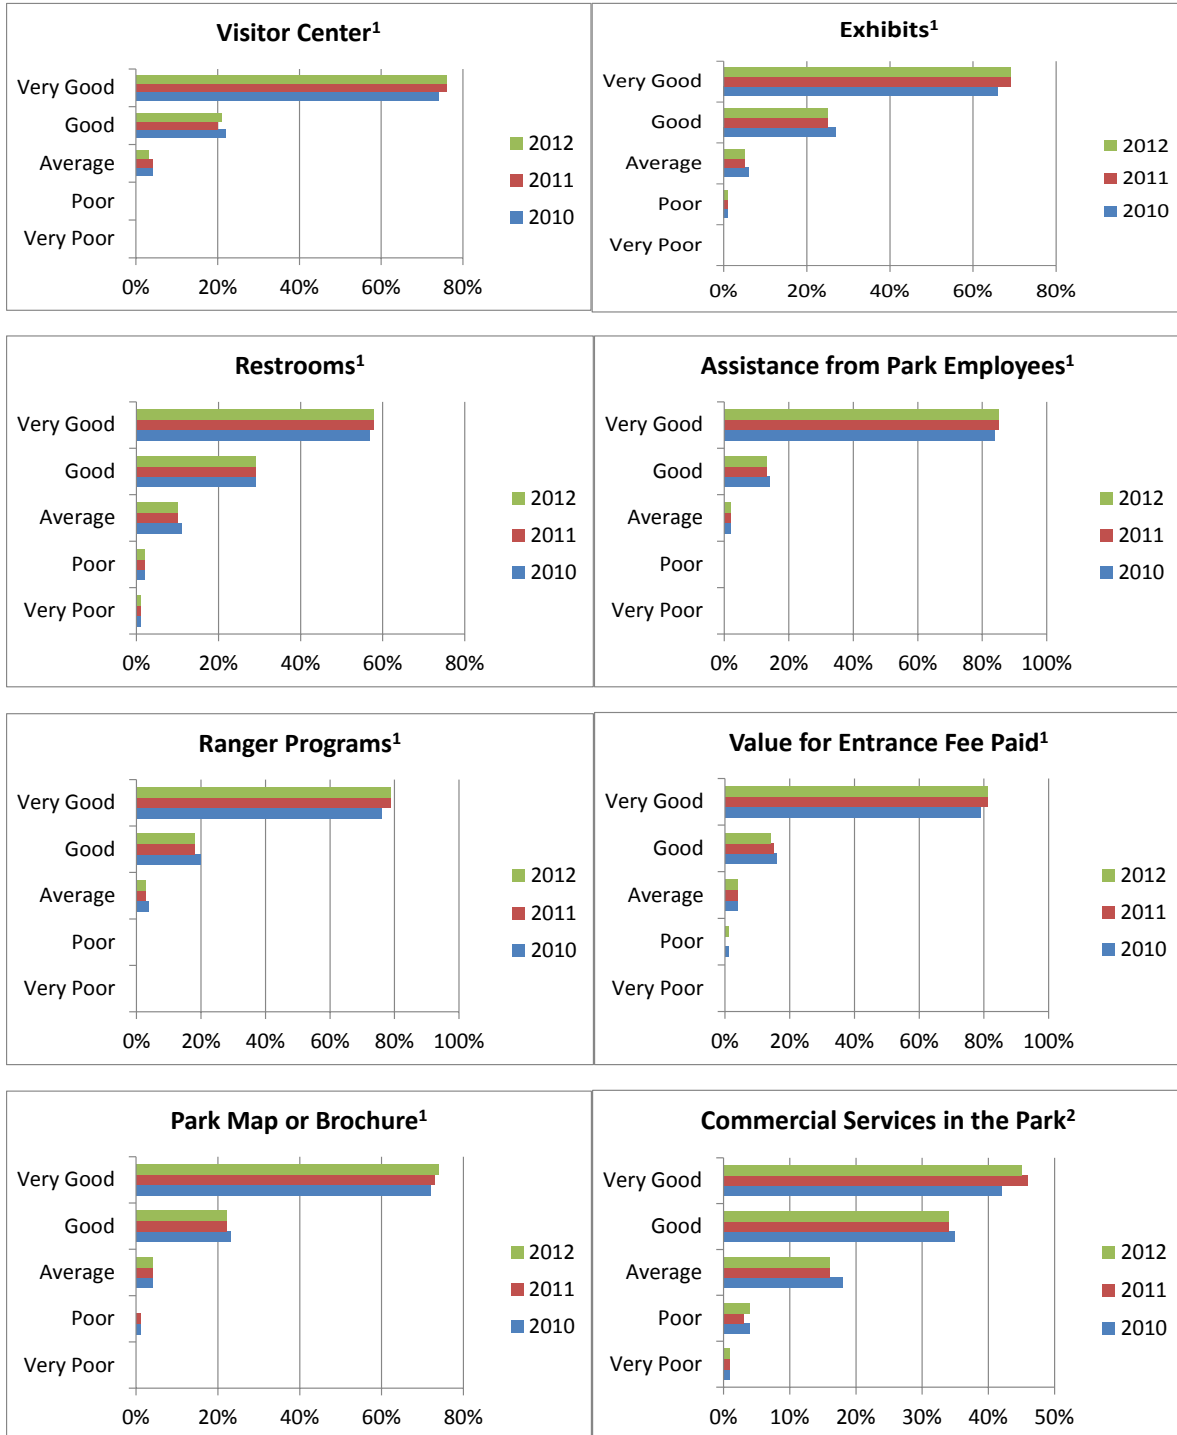 Visitor Center¹
Very Good
Good
Average
Poor
Very Poor
2012
2011
2010
0% 20% 40% 60% 80%
Exhibits¹
Very Good
Good
Average
Poor
Very Poor
2012
2011
2010
0% 20% 40% 60% 80%
Restrooms¹
Very Good
Good
Average
Poor
Very Poor
2012
2011
2010
0% 20% 40% 60% 80%
Assistance from Park Employees¹
Very Good
Good
Average
Poor
Very Poor
2012
2011
2010
0% 20% 40% 60% 80% 100%
Ranger Programs¹
Very Good
Good
Average
Poor
Very Poor
2012
2011
2010
0% 20% 40% 60% 80% 100%
Value for Entrance Fee Paid¹
Very Good
Good
Average
Poor
Very Poor
2012
2011
2010
0% 20% 40% 60% 80% 100%
Park Map or Brochure¹
Very Good
Good
Average
Poor
Very Poor
2012
2011
2010
0% 20% 40% 60% 80%
Commercial Services in the Park²
Very Good
Good
Average
Poor
Very Poor
2012
2011
2010
0% 10% 20% 30% 40% 50%